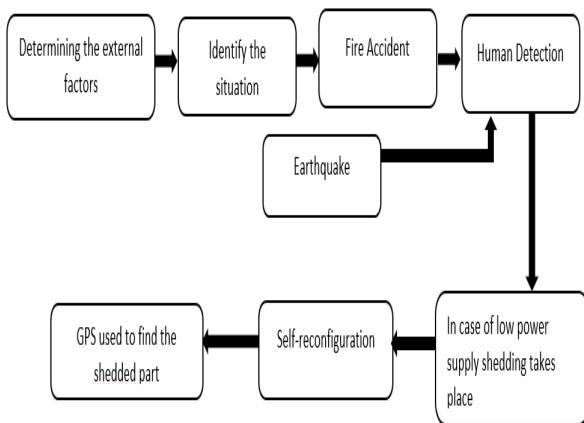 Determining the external
factors
Identify the
situation
Fire Accident
Human Detection
Earthquake
In case of low power
supply shedding takes
place
Self-reconfiguration
GPS used to find the
shedded part